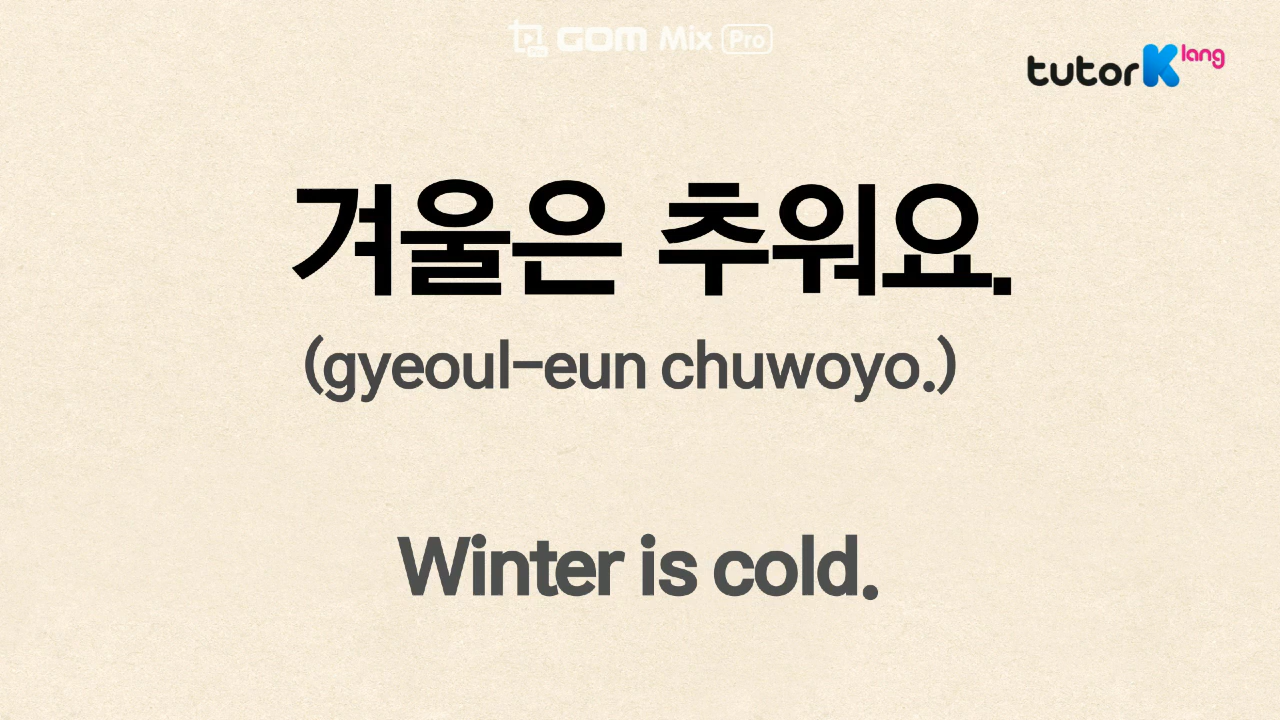 GOM Mix Pro
tutorK lang
겨울은 추워요.
(gyeoul-eun chuwoyo.)
Winter is cold.